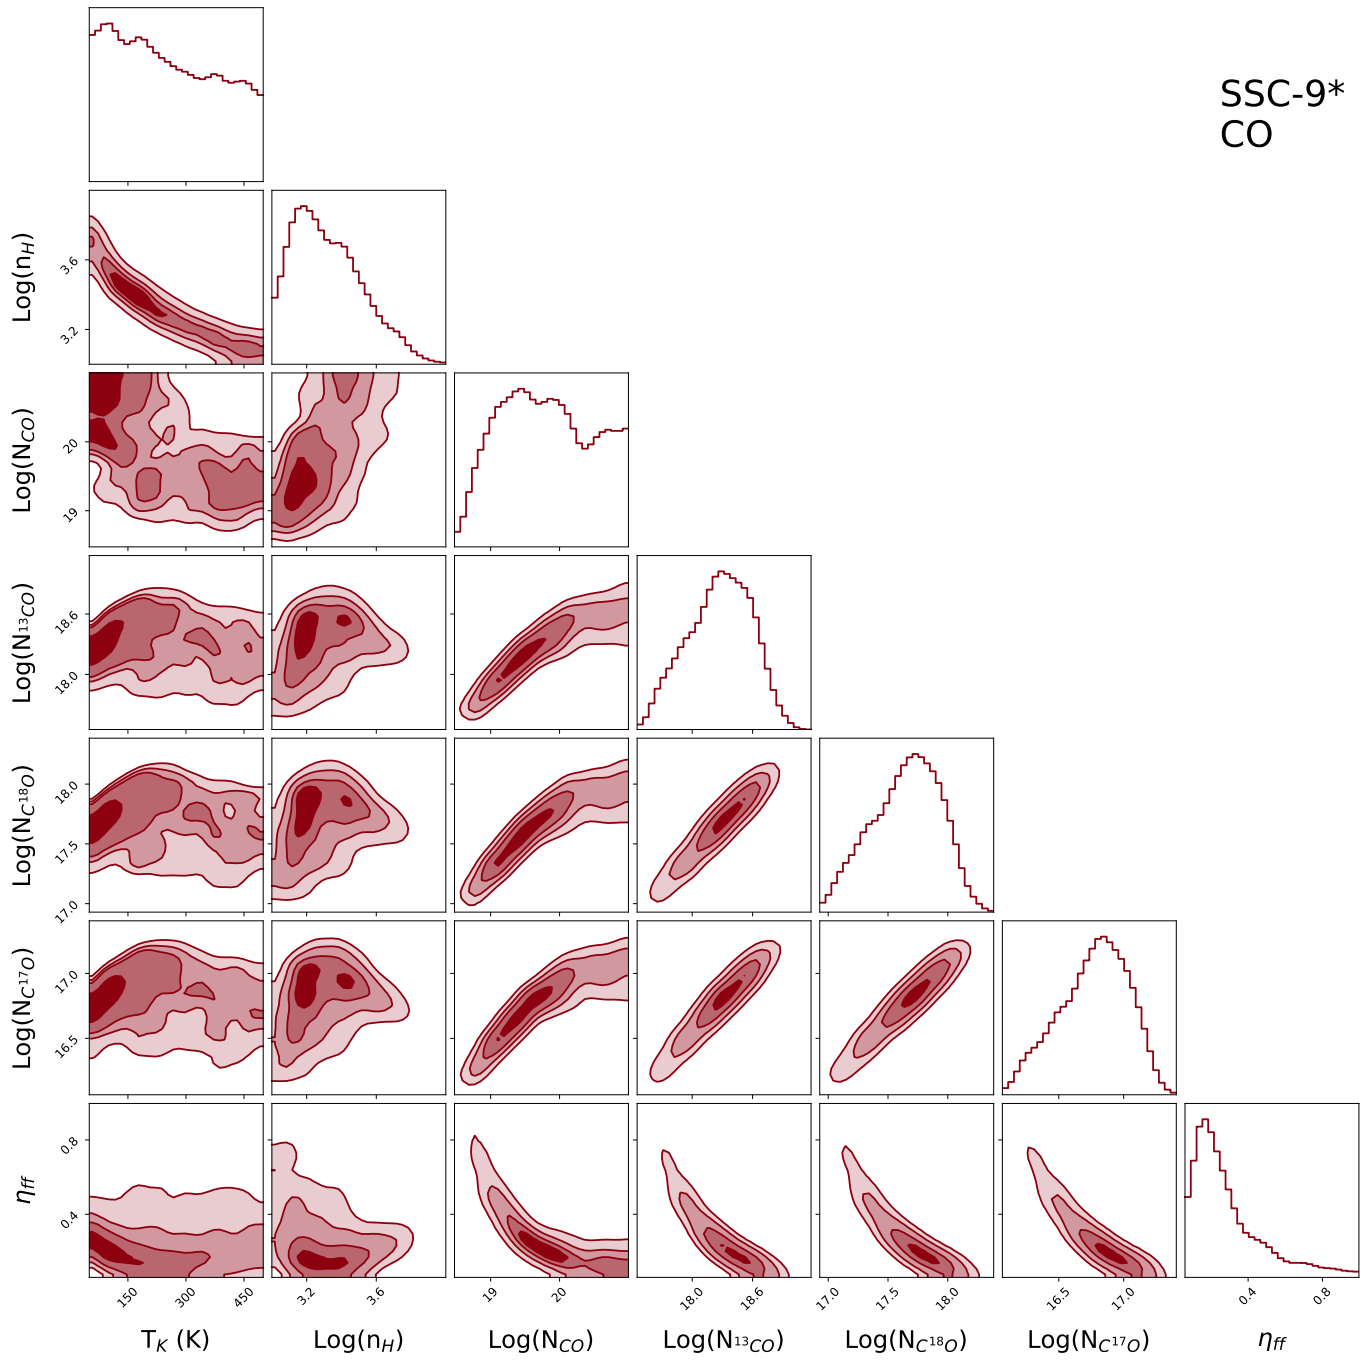 SSC-9*
CO
Log(n_H)
3.6
3.2
Log(N_CO)
20
19
Log(N_¹³CO)
18.6
18.0
Log(N_C¹⁸O)
18.0
17.5
17.0
Log(N_C¹⁷O)
17.0
16.5
η_ff
0.8
0.4
150 300 450 3.2 3.6 19 20 18.0 18.6 17.0 17.5 18.0 16.5 17.0 0.4 0.8
T_K (K) Log(n_H) Log(N_CO) Log(N_¹³CO) Log(N_C¹⁸O) Log(N_C¹⁷O) η_ff